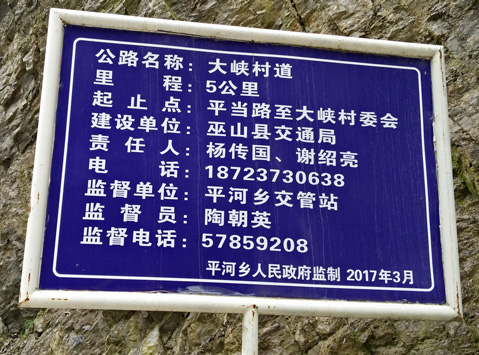 公路名称：大峡村道
里程：5公里
起止点：平当路至大峡村委会
建设单位：巫山县交通局
责任人：杨传国、谢绍亮
电话：18723730638
监督单位：平河乡交管站
监督员：陶朝英
监督电话：57859208
平河乡人民政府监制 2017年3月